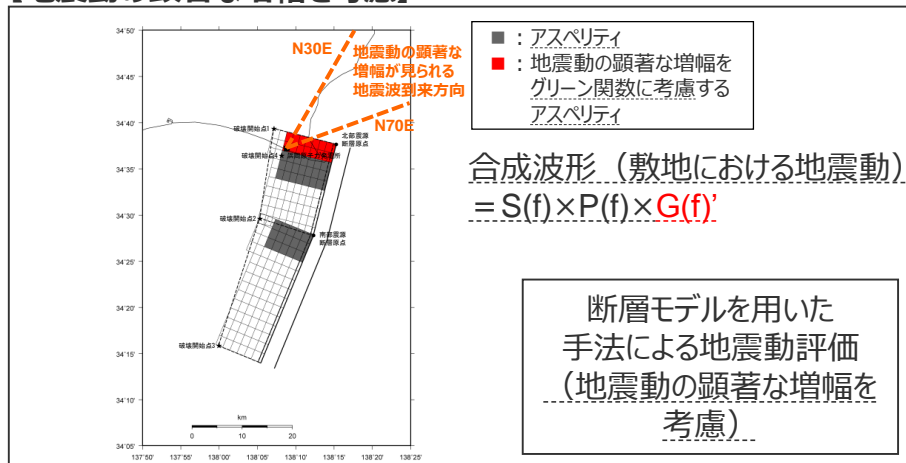 【地震動の顕著な増幅を考慮】
34˚50'
N30E
地震動の顕著な
増幅が見られる
地震波到来方向
N70E
34˚45'
34˚40'
34˚35'
34˚30'
34˚25'
34˚20'
34˚15'
34˚10'
34˚05'
破壊開始点1
北部震源
断層原点
破壊開始点4
破壊開始点2
南部震源
断層原点
破壊開始点3
km
0 10 20
137˚50' 137˚55' 138˚00' 138˚05' 138˚10' 138˚15' 138˚20' 138˚25'
■:アスペリティ
■:地震動の顕著な増幅を
グリーン関数に考慮する
アスペリティ
合成波形（敷地における地震動）
=S(f)×P(f)×G(f)’
断層モデルを用いた
手法による地震動評価
（地震動の顕著な増幅を
考慮）